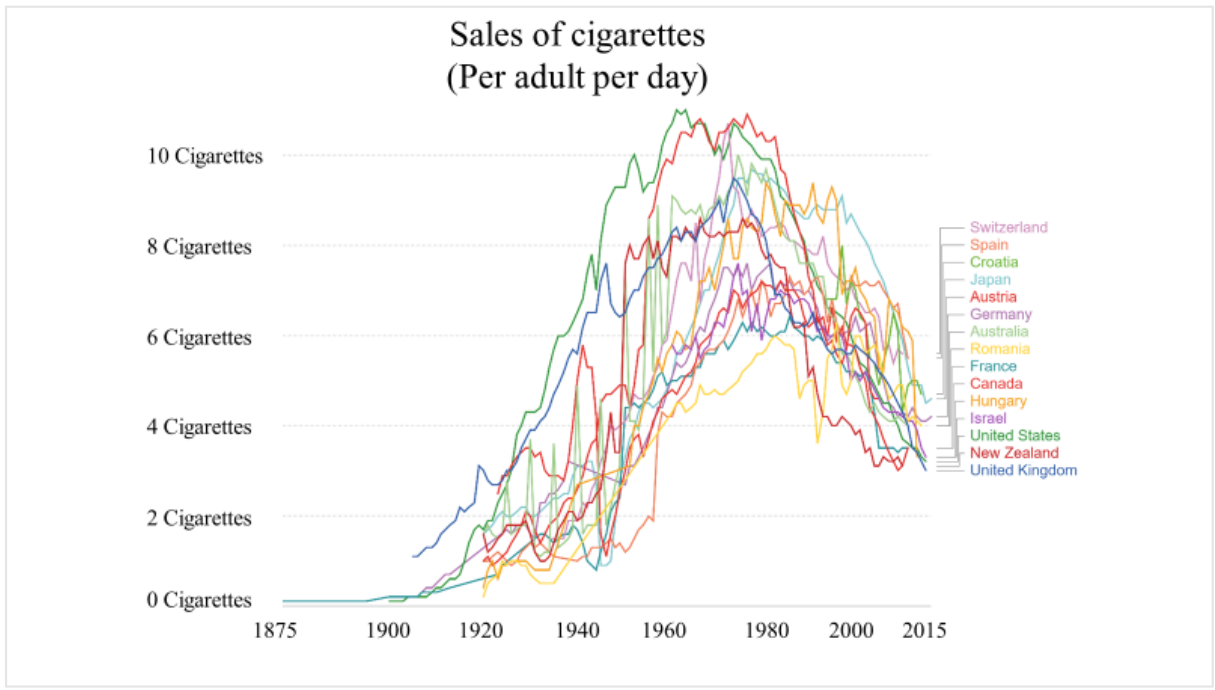 Sales of cigarettes
(Per adult per day)
10 Cigarettes
8 Cigarettes
6 Cigarettes
4 Cigarettes
2 Cigarettes
0 Cigarettes
1875 1900 1920 1940 1960 1980 2000 2015
Switzerland
Spain
Croatia
Japan
Austria
Germany
Australia
Romania
France
Canada
Hungary
Israel
United States
New Zealand
United Kingdom